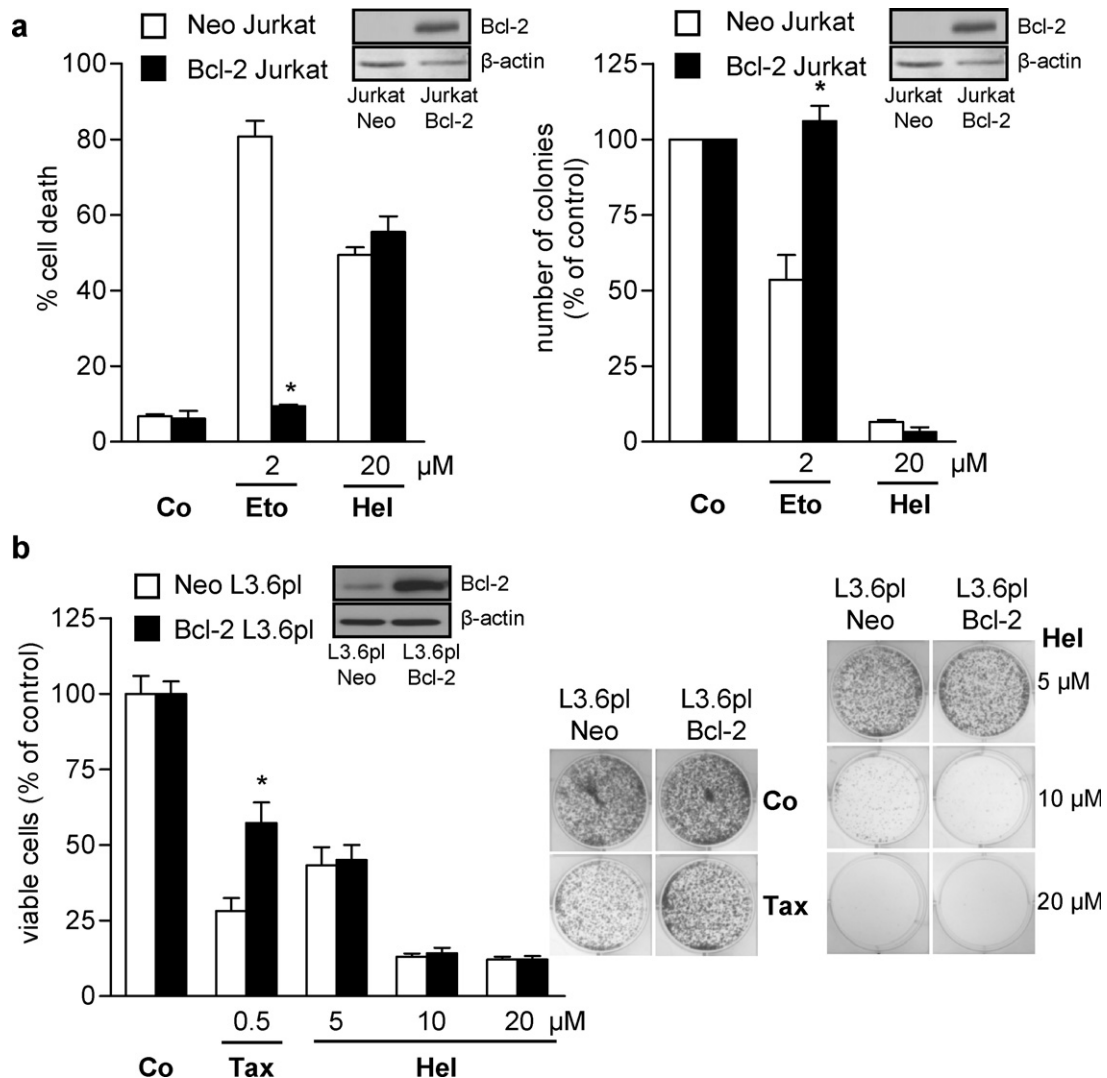 a
Neo Jurkat
Bcl-2 Jurkat
Bcl-2
β-actin
Jurkat Jurkat
Neo Bcl-2
% cell death
100
80
60
40
20
0
2 20 µM
Co Eto Hel
*
Neo Jurkat
Bcl-2 Jurkat
Bcl-2
β-actin
Jurkat Jurkat
Neo Bcl-2
number of colonies
(% of control)
125
100
75
50
25
0
*
2 20 µM
Co Eto Hel
b
Neo L3.6pl
Bcl-2 L3.6pl
Bcl-2
β-actin
L3.6pl L3.6pl
Neo Bcl-2
viable cells (% of control)
125
100
75
50
25
0
*
0.5 5 10 20 µM
Co Tax Hel
L3.6pl L3.6pl
Neo Bcl-2
Co
Tax
L3.6pl L3.6pl
Neo Bcl-2
Hel
5 µM
10 µM
20 µM